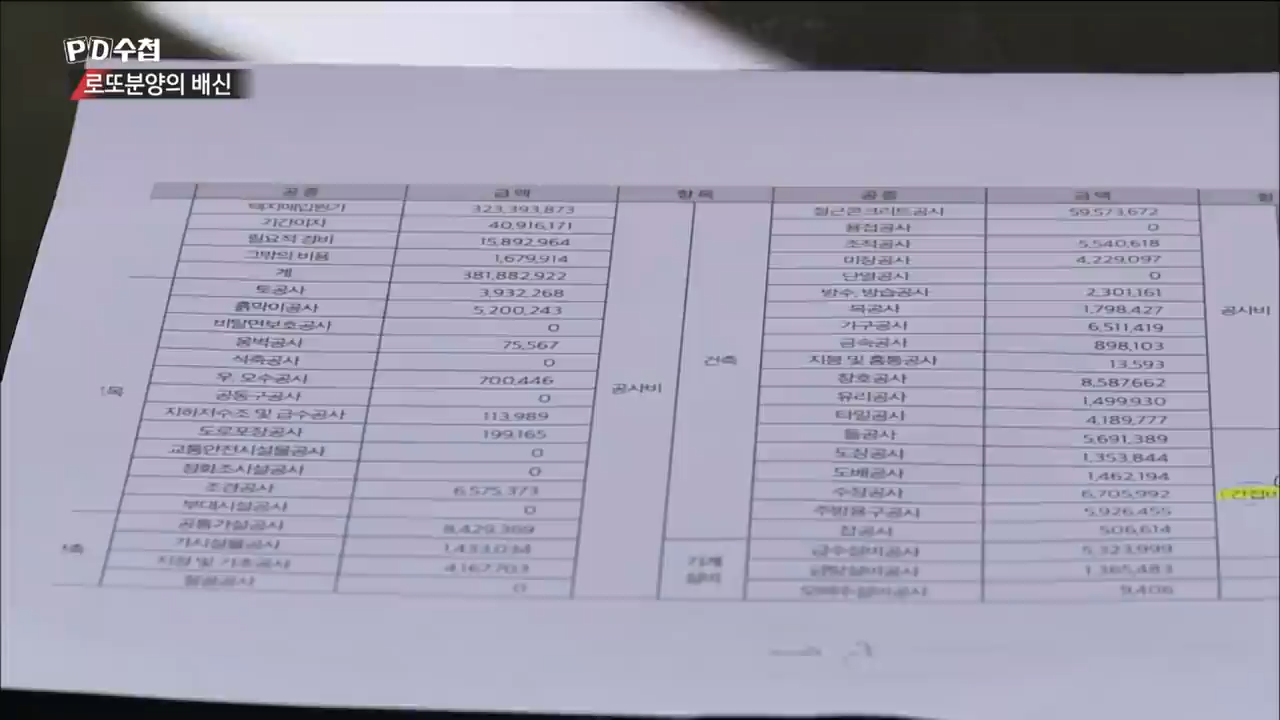 PD수첩
로또분양의 배신
공종 금액 항목 공종 금액
택지매입원가 323,393,873 철근콘크리트공사 59,573,672
기간이자 40,916,171 용접공사 0
필요적 경비 15,892,964 조적공사 5,540,618
그밖의 비용 1,679,914 미장공사 4,229,097
계 381,882,922 단열공사 0
토공사 3,932,268 방수, 방습공사 2,301,161
흙막이공사 5,200,243 목공사 1,798,427 공사비
비탈면보호공사 0 가구공사 6,511,419
옹벽공사 75,567 금속공사 898,103
석축공사 0 건축 지붕 및 홈통공사 13,593
우, 오수공사 700,446 공사비 창호공사 8,587,662
공동구공사 0 유리공사 1,499,930
지하저수조 및 급수공사 113,989 타일공사 4,189,777
도로포장공사 199,165 돌공사 5,691,389
교통안전시설물공사 0 도장공사 1,353,844
정화조시설공사 0 도배공사 1,462,194
조경공사 6,575,373 수장공사 6,705,992
부대시설공사 0 주방용구공사 5,926,455
공통가설공사 8,429,369 잡공사 506,614
가시설물공사 1,433,034 급수설비공사 5,323,999
지정 및 기초공사 4,167,703 기계 설비 급탕설비공사 1,365,483
철골공사 0 오배수설비공사 9,406